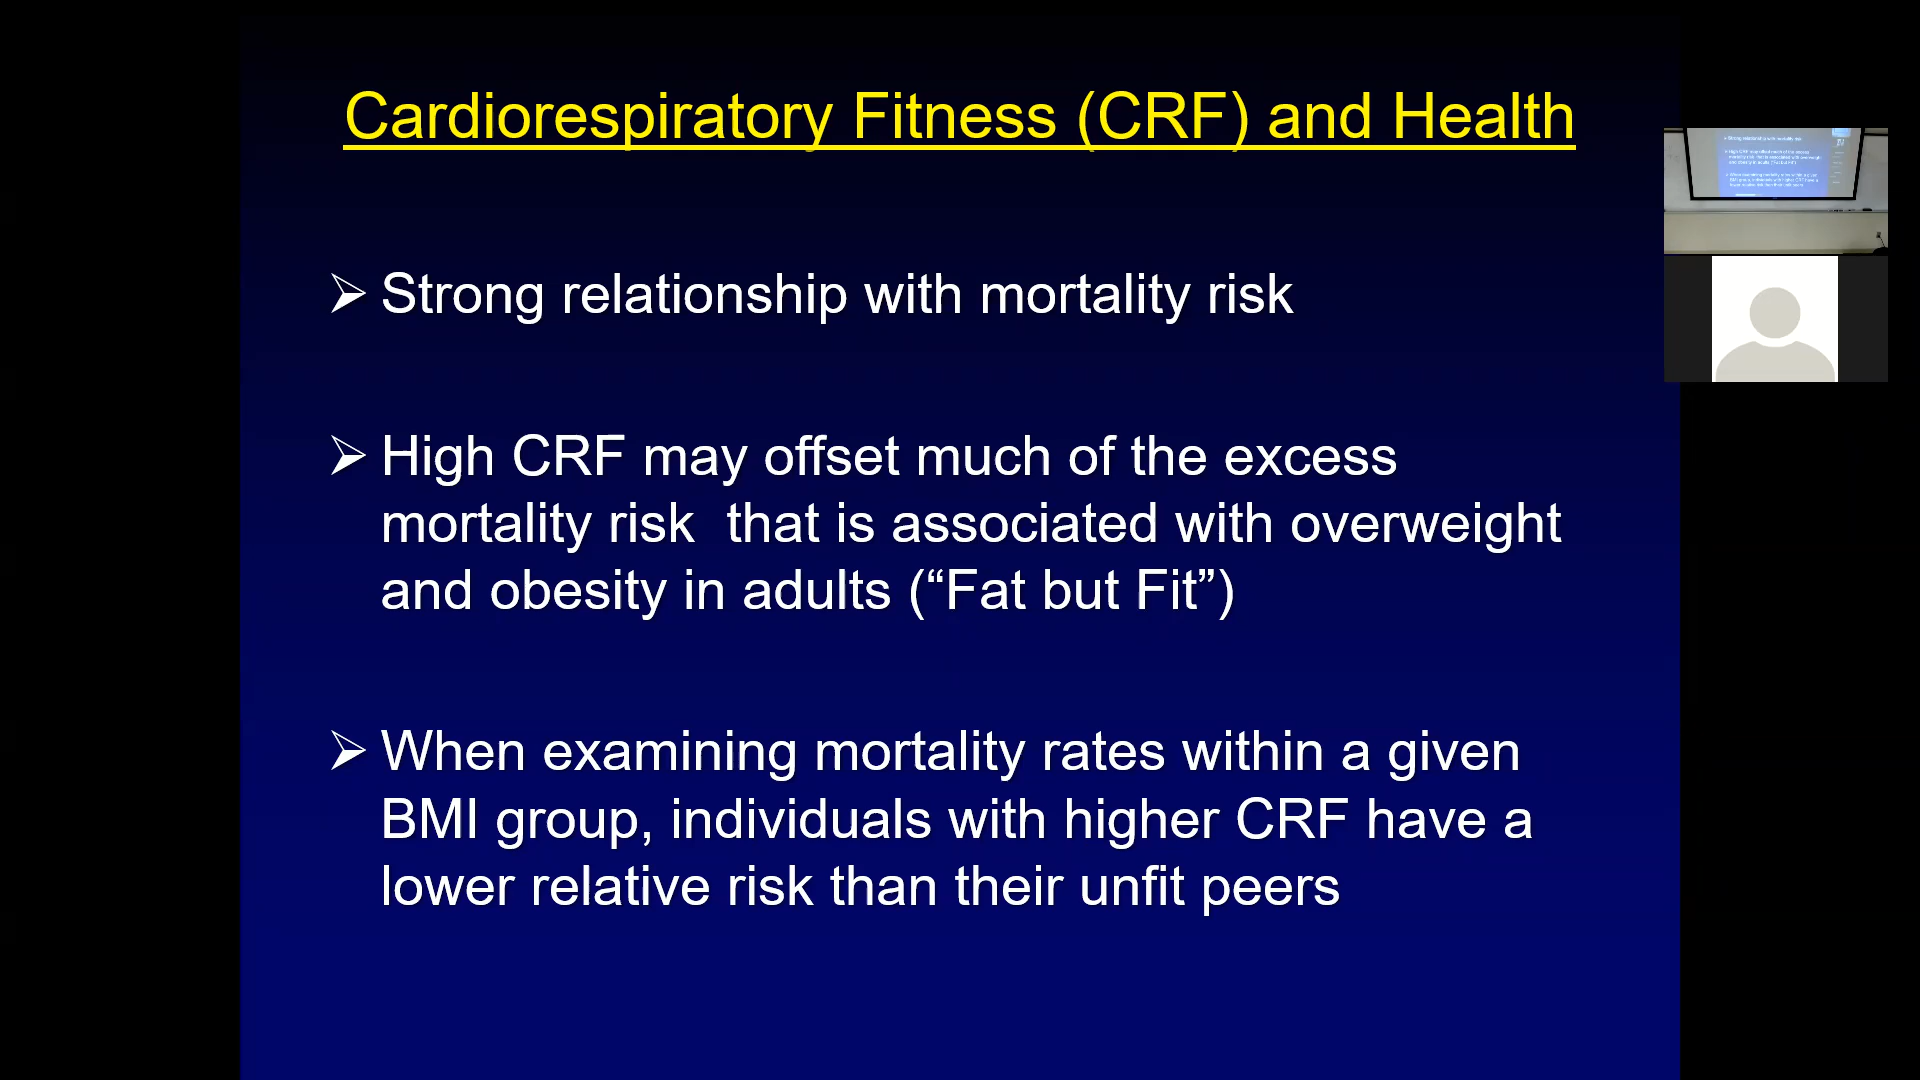 Cardiorespiratory Fitness (CRF) and Health
➢ Strong relationship with mortality risk
➢ High CRF may offset much of the excess
mortality risk  that is associated with overweight
and obesity in adults (“Fat but Fit”)
➢ When examining mortality rates within a given
BMI group, individuals with higher CRF have a
lower relative risk than their unfit peers